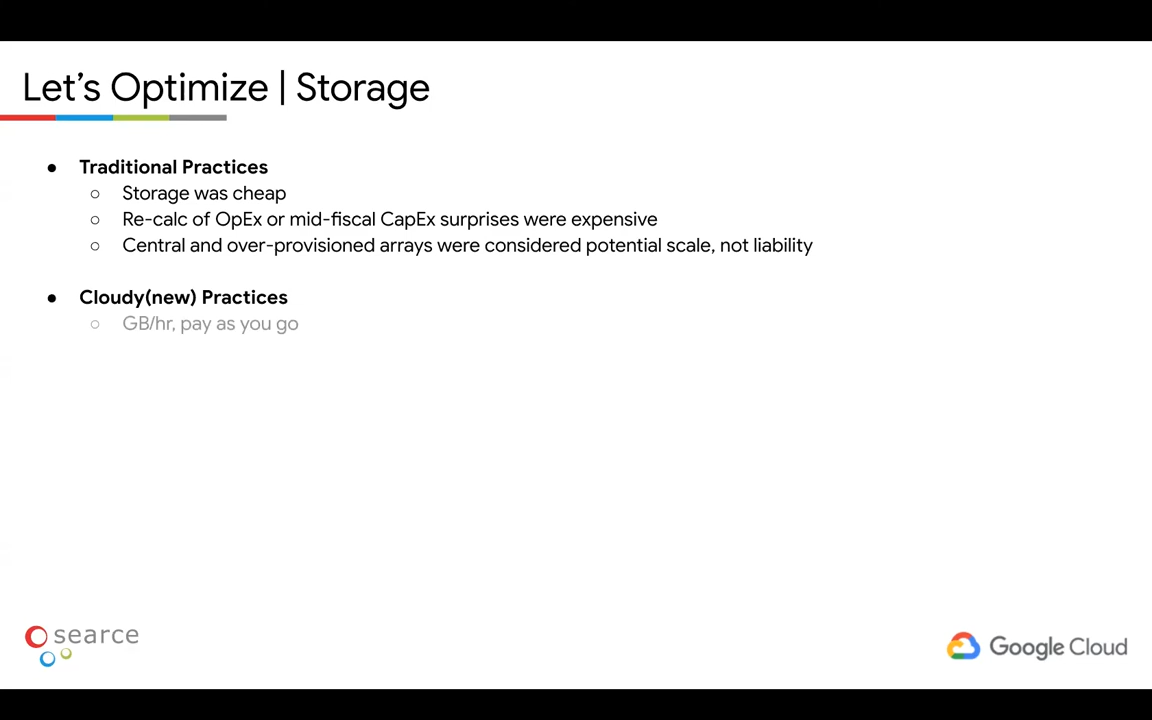 Let's Optimize | Storage
● Traditional Practices
○ Storage was cheap
○ Re-calc of OpEx or mid-fiscal CapEx surprises were expensive
○ Central and over-provisioned arrays were considered potential scale, not liability
● Cloudy(new) Practices
○ GB/hr, pay as you go
searce
Google Cloud